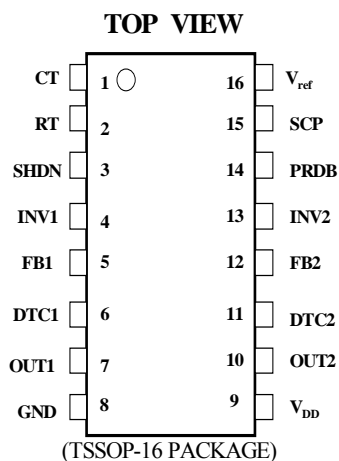 TOP VIEW
CT 1 16 Vref
RT 2 15 SCP
SHDN 3 14 PRDB
INV1 4 13 INV2
FB1 5 12 FB2
DTC1 6 11 DTC2
OUT1 7 10 OUT2
GND 8 9 VDD
(TSSOP-16 PACKAGE)